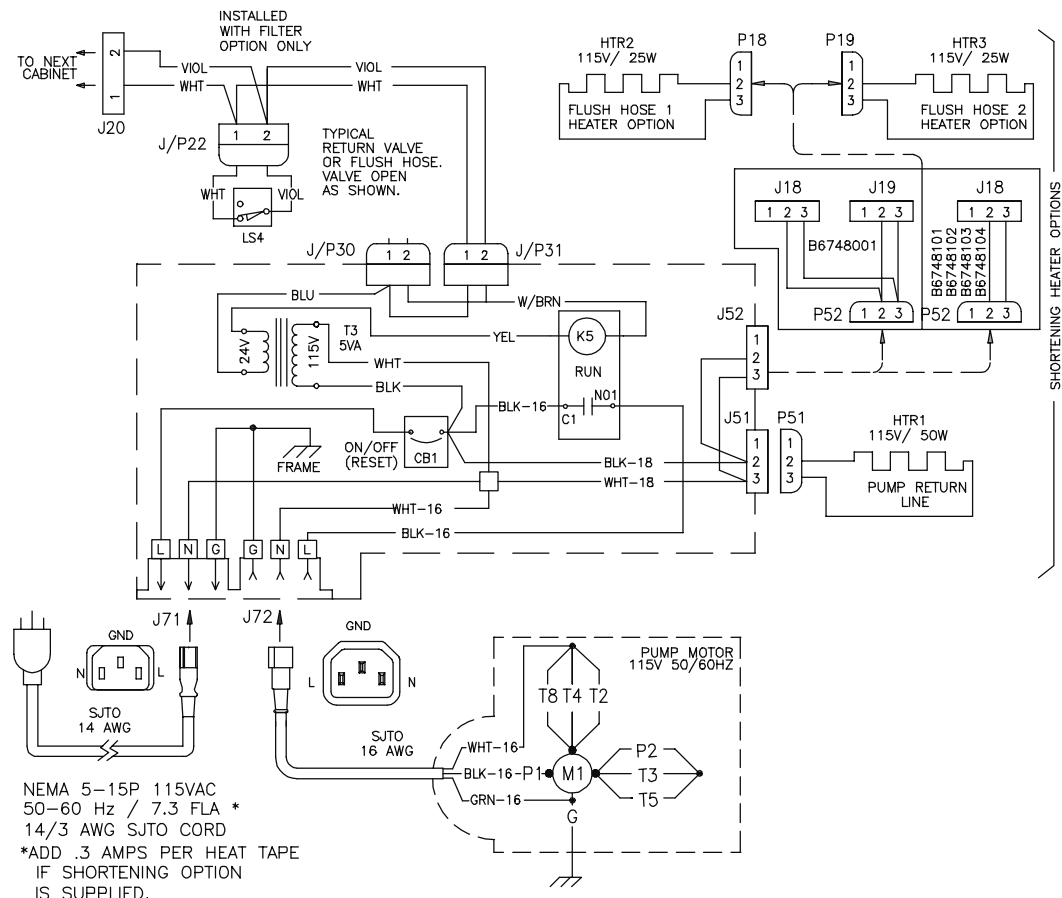 INSTALLED
WITH FILTER
OPTION ONLY
TO NEXT
CABINET
2
1
J20
VIOL
WHT
VIOL
WHT
1 2
J/P22
WHT
VIOL
LS4
TYPICAL
RETURN VALVE
OR FLUSH HOSE.
VALVE OPEN
AS SHOWN.
HTR2
115V/ 25W
P18
1
2
3
FLUSH HOSE 1
HEATER OPTION
P19
1
2
3
HTR3
115V/ 25W
FLUSH HOSE 2
HEATER OPTION
SHORTENING HEATER OPTIONS
J18
1 2 3
J19
1 2 3
J18
1 2 3
B6748001
B6748101
B6748102
B6748103
B6748104
P52
1 2 3
P52
1 2 3
J/P30
1 2
J/P31
1 2
BLU
W/BRN
24V
115V
T3
5VA
YEL
WHT
BLK
K5
RUN
BLK-16
C1
NO1
J52
1
2
3
FRAME
ON/OFF
(RESET)
CB1
BLK-18
WHT-18
J51
1
2
3
P51
1
2
3
HTR1
115V/ 50W
PUMP RETURN
LINE
WHT-16
BLK-16
L N G G N L
J71
J72
GND
N
L
SJTO
14 AWG
GND
L
N
SJTO
16 AWG
PUMP MOTOR
115V 50/60HZ
T8 T4 T2
WHT-16
BLK-16-P1
GRN-16
M1
P2
T3
T5
G
NEMA 5-15P 115VAC
50-60 Hz / 7.3 FLA *
14/3 AWG SJTO CORD
*ADD .3 AMPS PER HEAT TAPE
IF SHORTENING OPTION
IS SUPPLIED.